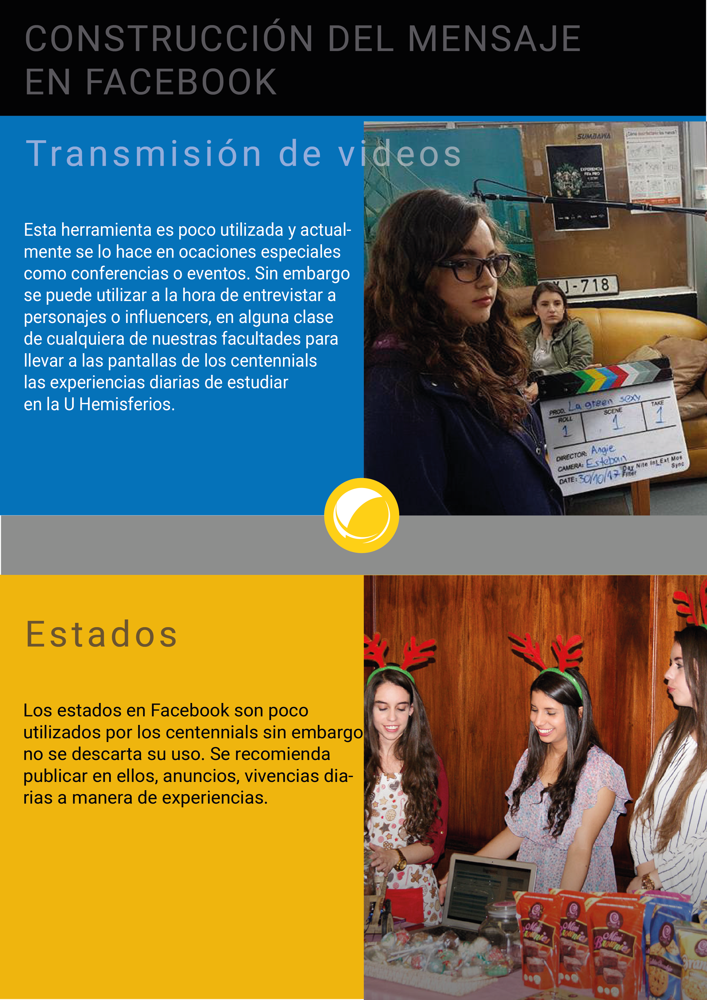 CONSTRUCCIÓN DEL MENSAJE
EN FACEBOOK
Transmisión de videos
Esta herramienta es poco utilizada y actual-
mente se lo hace en ocaciones especiales
como conferencias o eventos. Sin embargo
se puede utilizar a la hora de entrevistar a
personajes o influencers, en alguna clase
de cualquiera de nuestras facultades para
llevar a las pantallas de los centennials
las experiencias diarias de estudiar
en la U Hemisferios.
SUMBAWA
¿Cómo desinfectarse las manos?
EXPERIENCIA
FIFA PRO
J-718
PROD. La green sexy
ROLL SCENE TAKE
1 1 1
DIRECTOR: Angie
CAMERA: Esteban
DATE: 30/10/17 Day Nite Int Ext Mos
Filter Sync
Estados
Los estados en Facebook son poco
utilizados por los centennials sin embargo
no se descarta su uso. Se recomienda
publicar en ellos, anuncios, vivencias dia-
rias a manera de experiencias.
Mini
Brownies
Mini
Brownies
Mini
Brownies